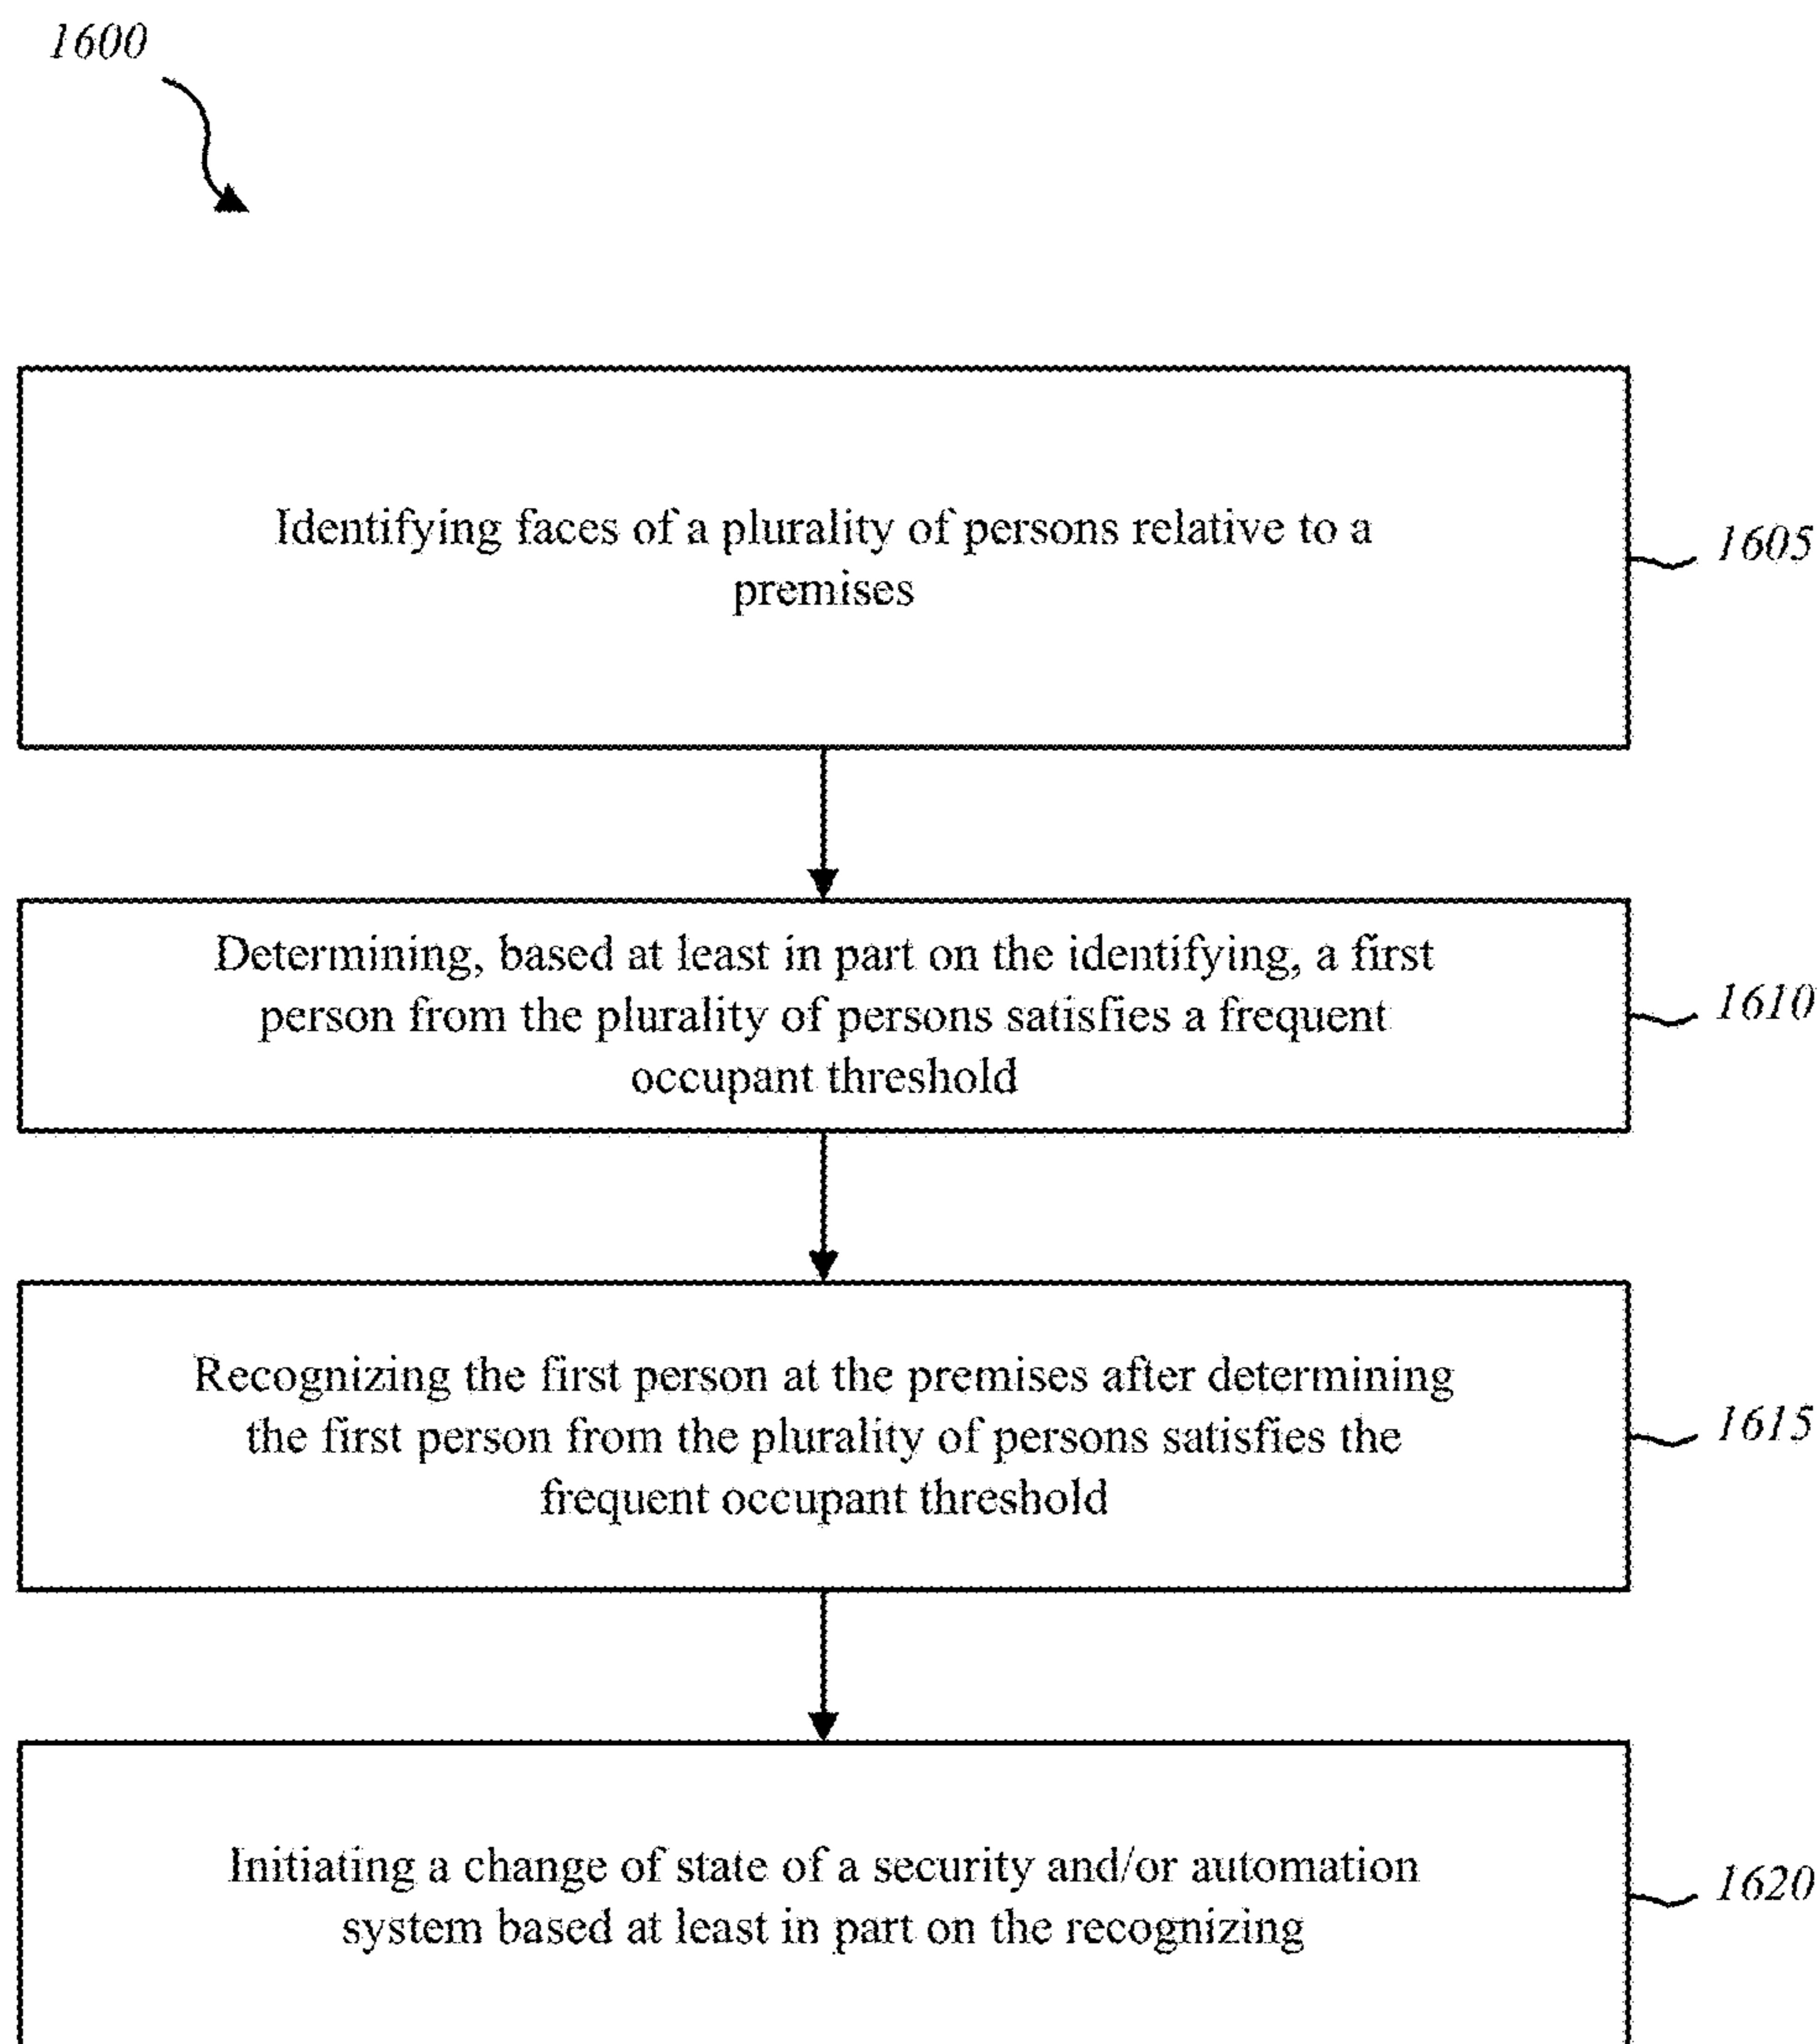 1600
Identifying faces of a plurality of persons relative to a
premises
1605
Determining, based at least in part on the identifying, a first
person from the plurality of persons satisfies a frequent
occupant threshold
1610
Recognizing the first person at the premises after determining
the first person from the plurality of persons satisfies the
frequent occupant threshold
1615
Initiating a change of state of a security and/or automation
system based at least in part on the recognizing
1620